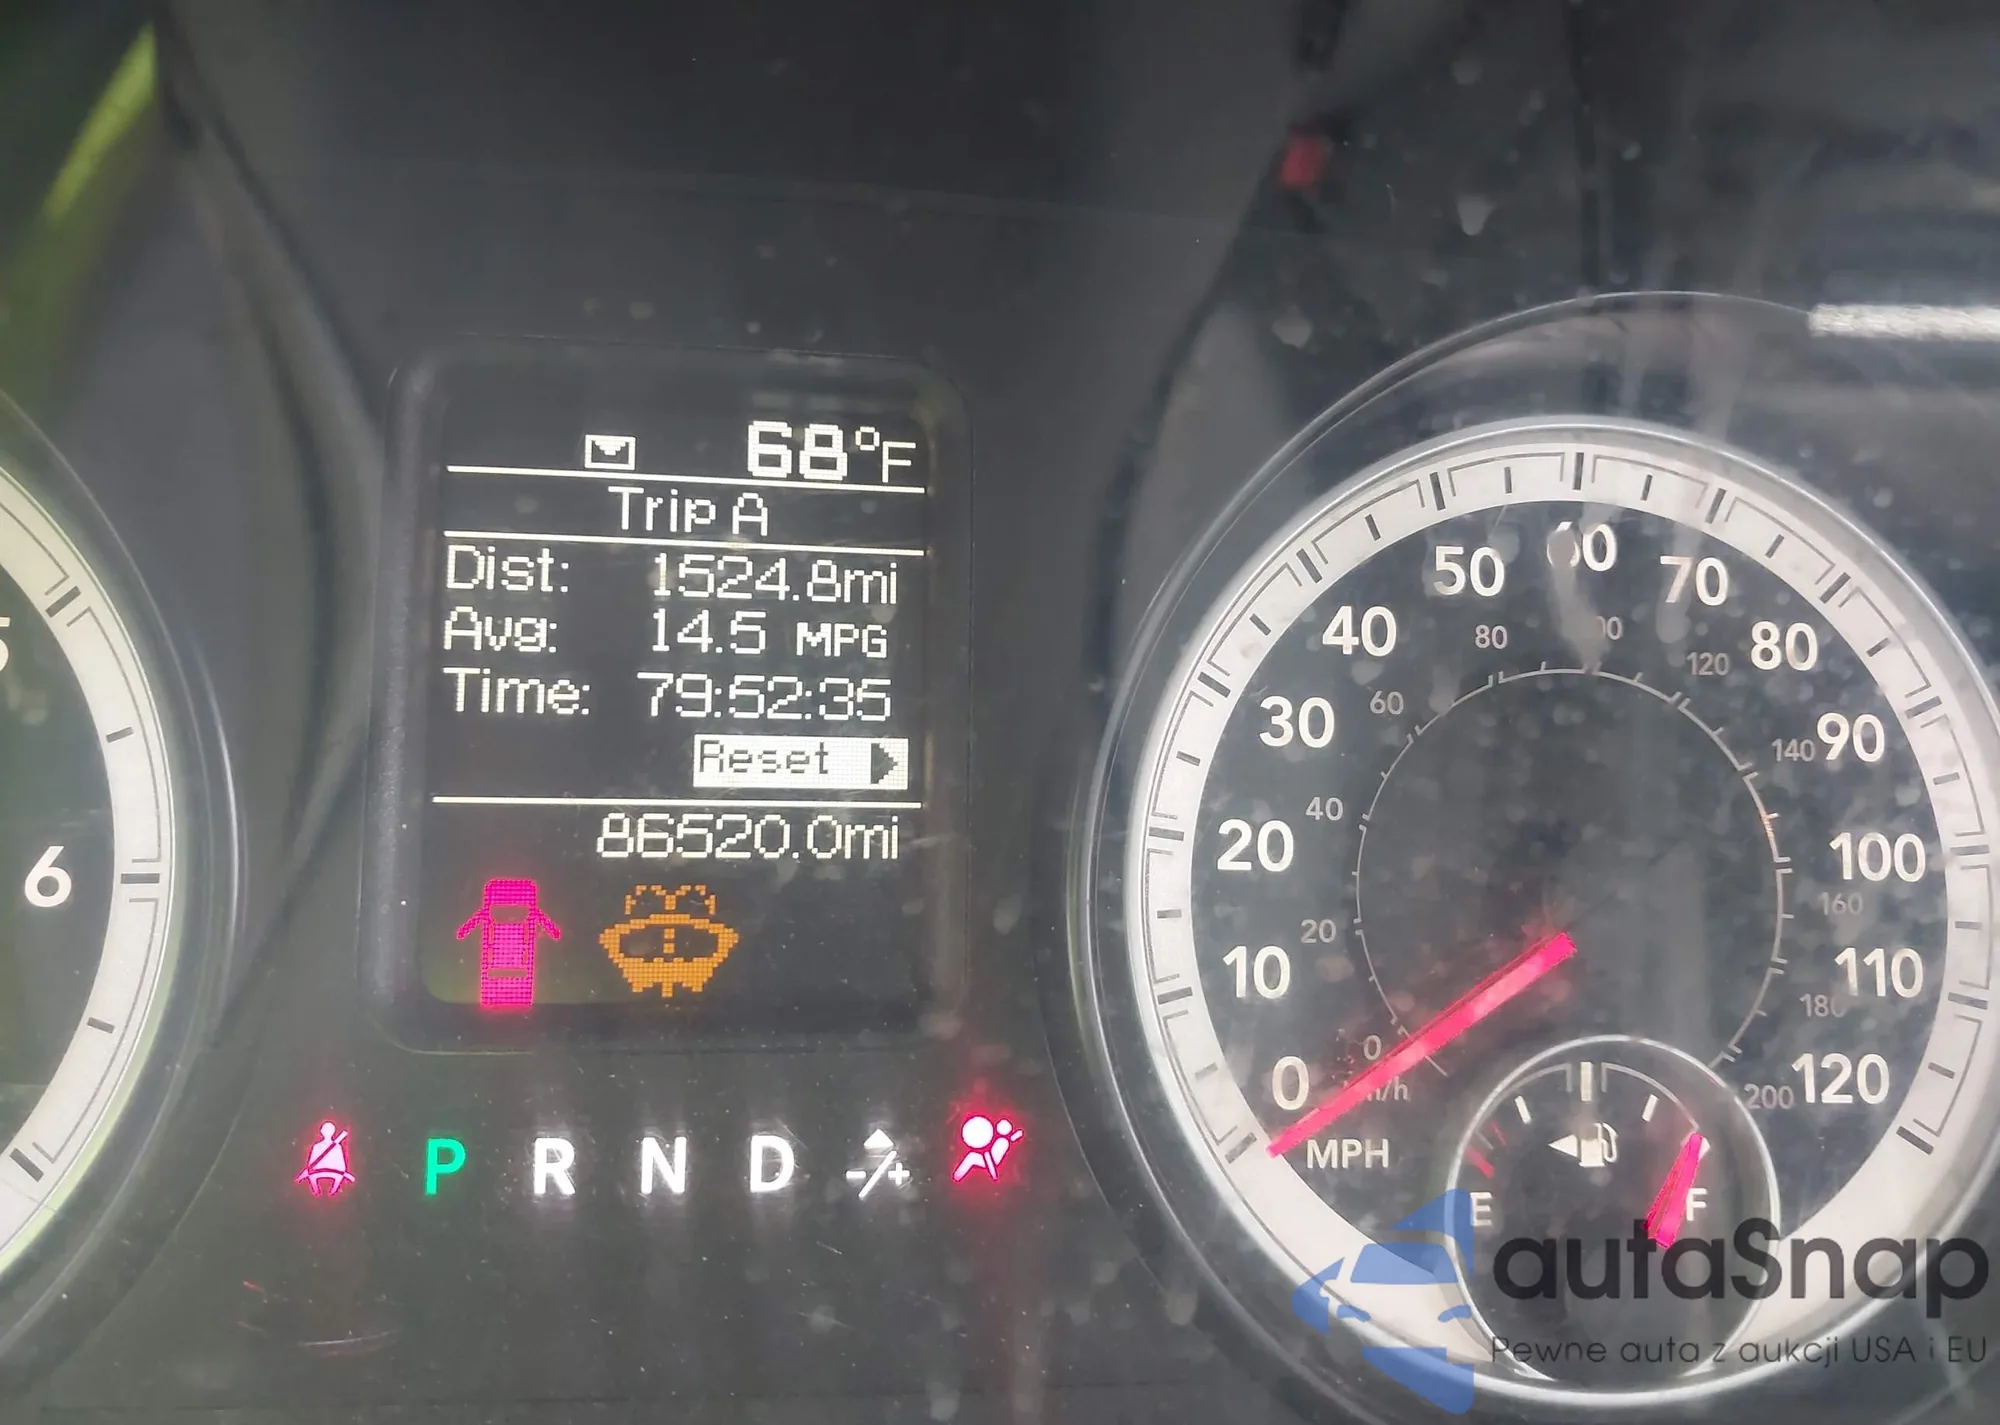 68°F
Trip A
Dist: 1524.8mi
Avg: 14.5 MPG
Time: 79:52:35
Reset
86520.0mi
P R N D -/+
6
0 10 20 30 40 50 60 70 80 90 100 110 120
0 20 40 60 80 120 140 160 180 200
MPH
E F
autaSnap
Pewne auta z aukcji USA i EU